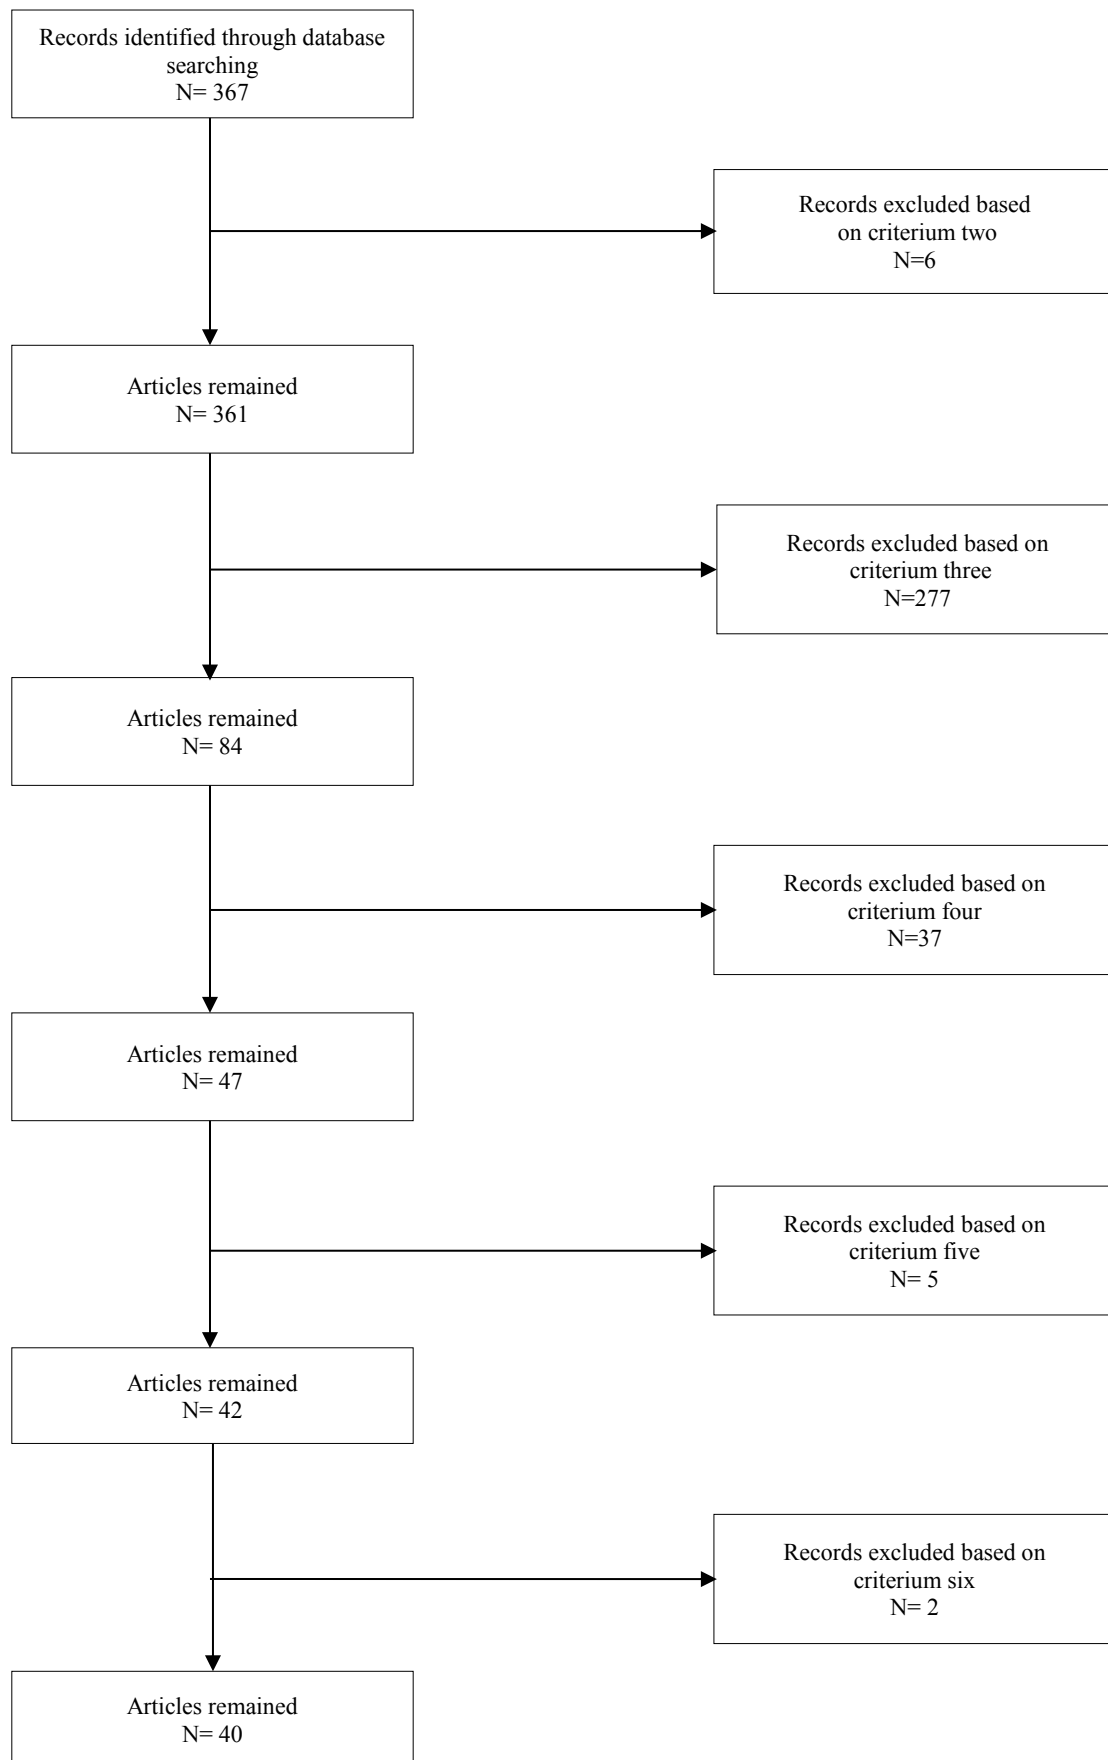 Records identified through database
searching
N= 367
Records excluded based
on criterium two
N=6
Articles remained
N= 361
Records excluded based on
criterium three
N=277
Articles remained
N= 84
Records excluded based on
criterium four
N=37
Articles remained
N= 47
Records excluded based on
criterium five
N= 5
Articles remained
N= 42
Records excluded based on
criterium six
N= 2
Articles remained
N= 40